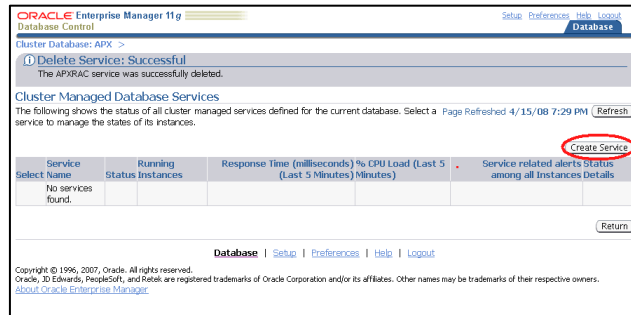 ORACLE Enterprise Manager 11g
Database Control
Setup Preferences Help Logout
Database
Cluster Database: APX >
Delete Service: Successful
The APXRAC service was successfully deleted.
Cluster Managed Database Services
The following shows the status of all cluster managed services defined for the current database. Select a service to manage the states of its instances.
Page Refreshed 4/15/08 7:29 PM Refresh
Create Service
Select Service Name Status Running Instances Response Time (milliseconds) (Last 5 Minutes) % CPU Load (Last 5 Minutes) Service related alerts among all Instances Status Details
No services found.
Return
Database | Setup | Preferences | Help | Logout
Copyright © 1996, 2007, Oracle. All rights reserved.
Oracle, JD Edwards, PeopleSoft, and Retek are registered trademarks of Oracle Corporation and/or its affiliates. Other names may be trademarks of their respective owners.
About Oracle Enterprise Manager